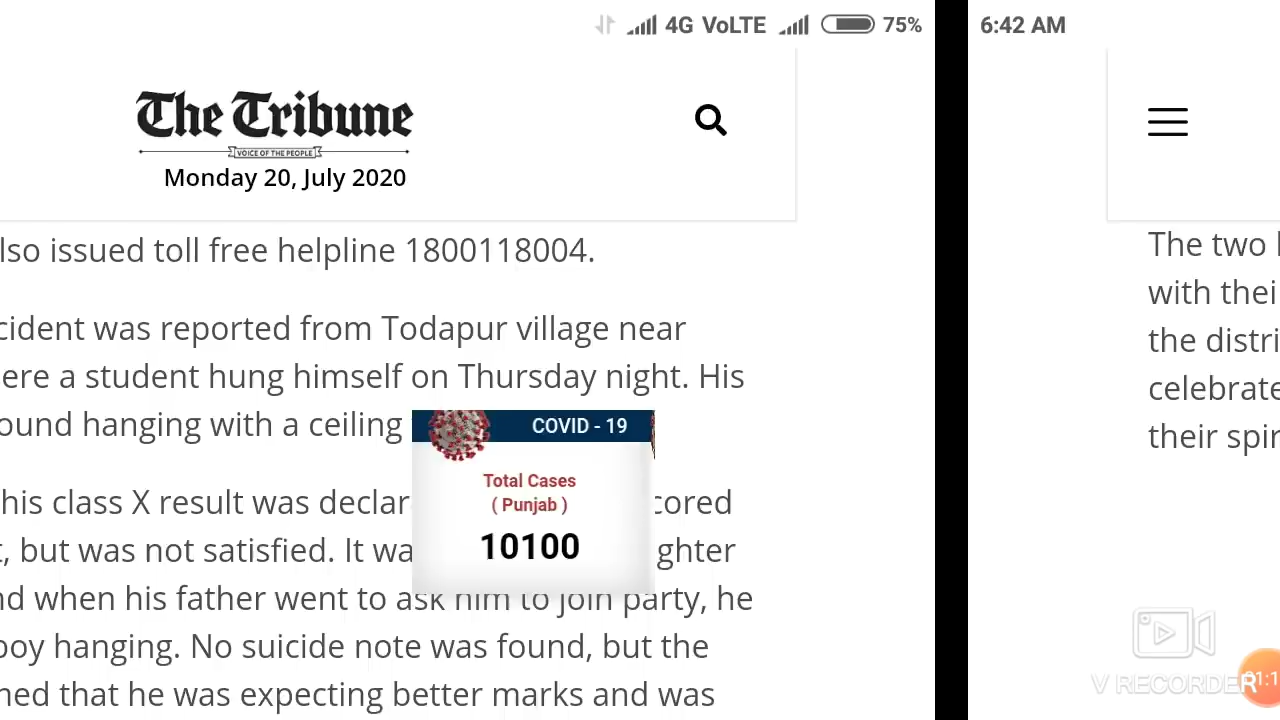 4G VoLTE 75%
The Tribune
VOICE OF THE PEOPLE
Monday 20, July 2020
lso issued toll free helpline 1800118004.
cident was reported from Todapur village near
ere a student hung himself on Thursday night. His
ound hanging with a ceiling
his class X result was declar
cored
, but was not satisfied. It wa
ghter
nd when his father went to ask him to join party, he
boy hanging. No suicide note was found, but the
ned that he was expecting better marks and was
COVID - 19
Total Cases
( Punjab )
10100
6:42 AM
The two
with thei
the distri
celebrate
their spir
V RECORDER
01:1